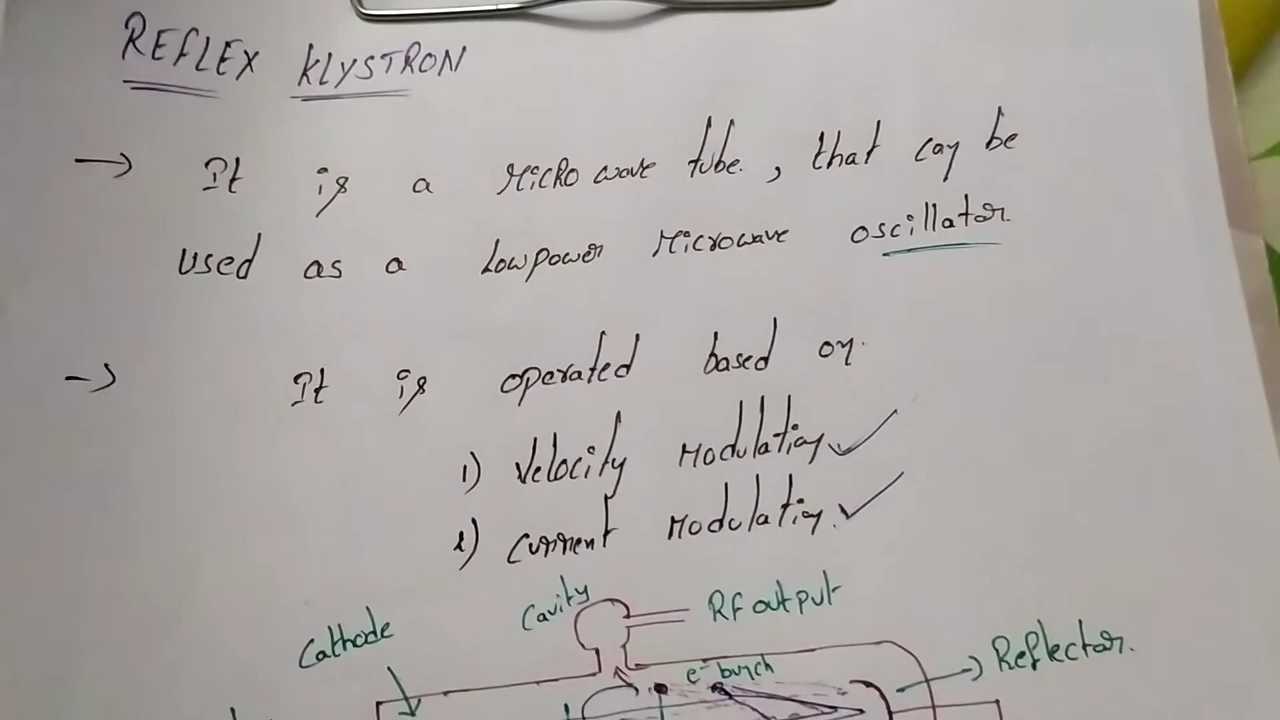 REFLEX KLYSTRON
→ It is a Microwave tube, that can be
used as a Lowpower Microwave oscillator.
→ It is operated based on.
1) Velocity Modulation ✓
2) Current Modulation. ✓
Cavity
RF output
Cathode
e- bunch
→ Reflector.